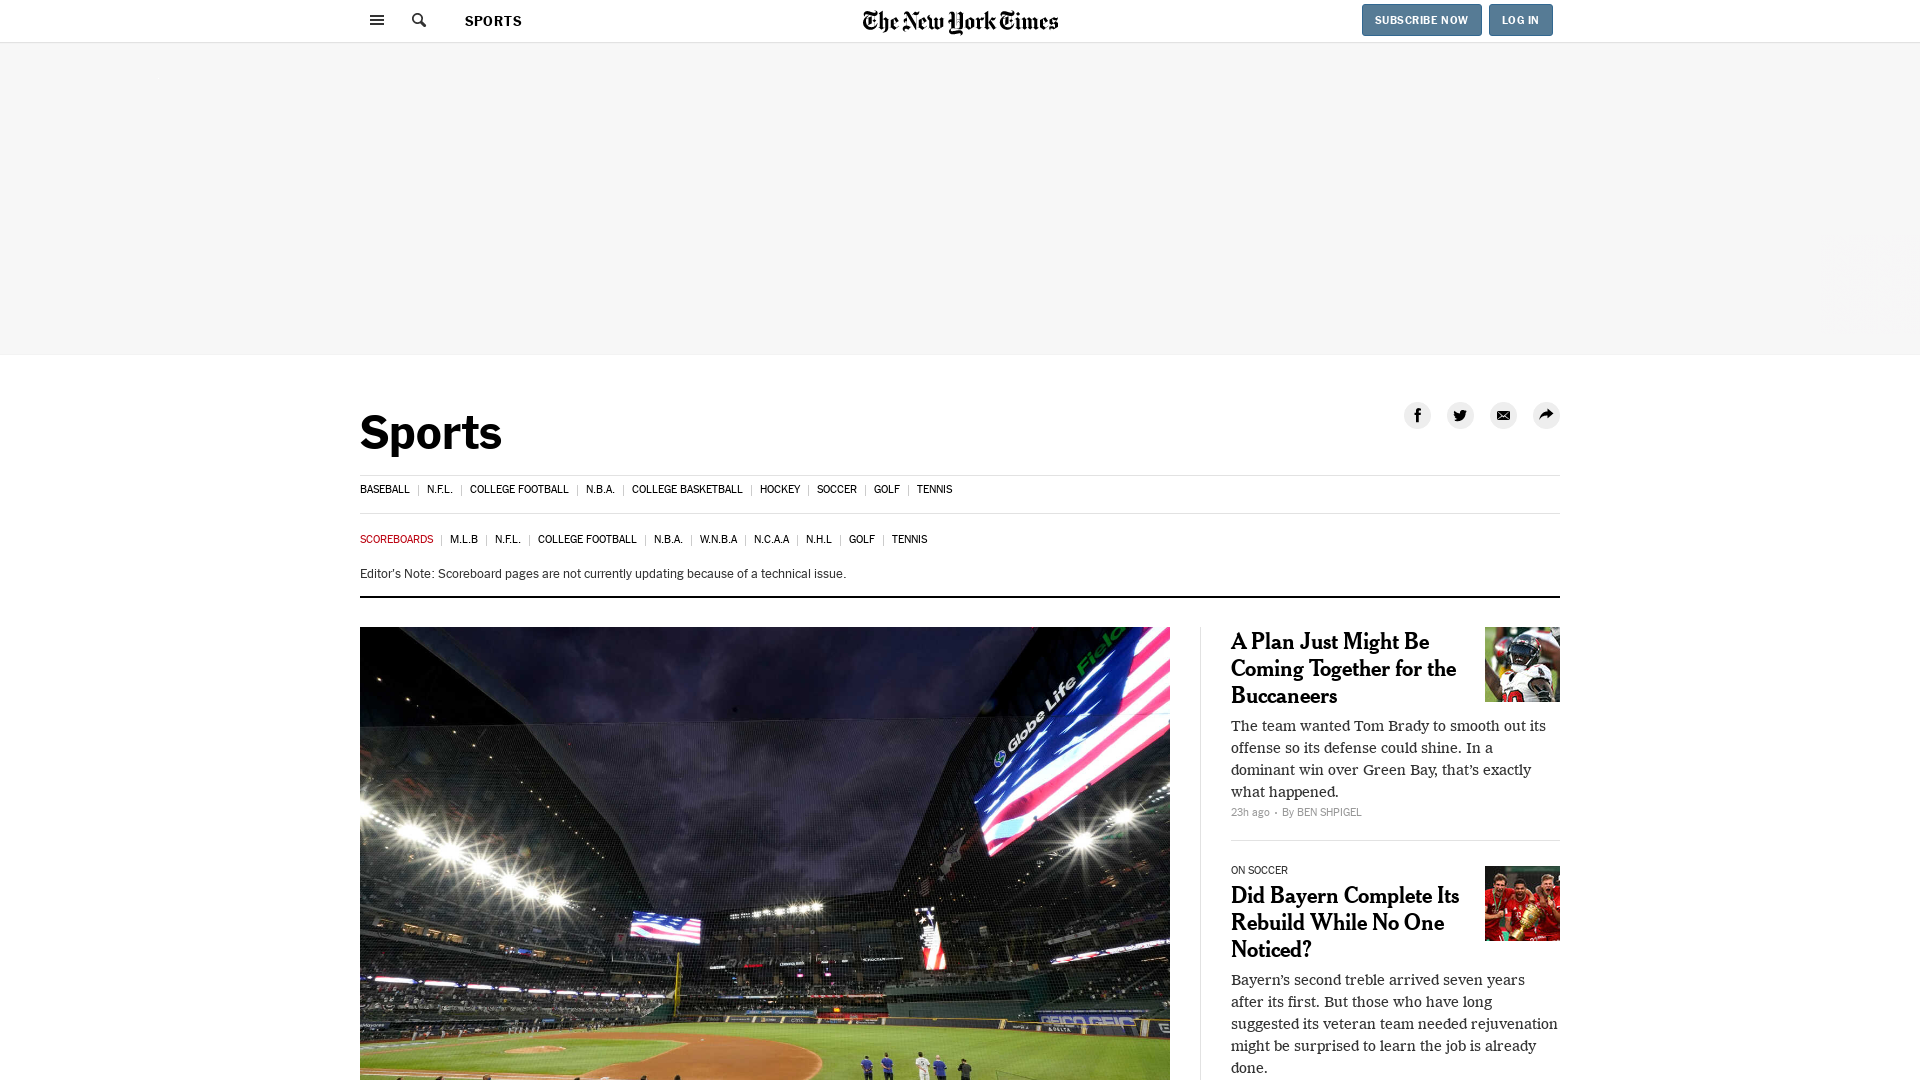 SPORTS
The New York Times
SUBSCRIBE NOW
LOG IN
Sports
BASEBALL
N.F.L.
COLLEGE FOOTBALL
N.B.A.
COLLEGE BASKETBALL
HOCKEY
SOCCER
GOLF
TENNIS
SCOREBOARDS
M.L.B
N.F.L.
COLLEGE FOOTBALL
N.B.A.
W.N.B.A
N.C.A.A
N.H.L
GOLF
TENNIS
Editor's Note: Scoreboard pages are not currently updating because of a technical issue.
Globe Life Field
GEICO
A Plan Just Might Be
Coming Together for the
Buccaneers
The team wanted Tom Brady to smooth out its
offense so its defense could shine. In a
dominant win over Green Bay, that’s exactly
what happened.
23h ago • By BEN SHPIGEL
ON SOCCER
Did Bayern Complete Its
Rebuild While No One
Noticed?
Bayern’s second treble arrived seven years
after its first. But those who have long
suggested its veteran team needed rejuvenation
might be surprised to learn the job is already
done.